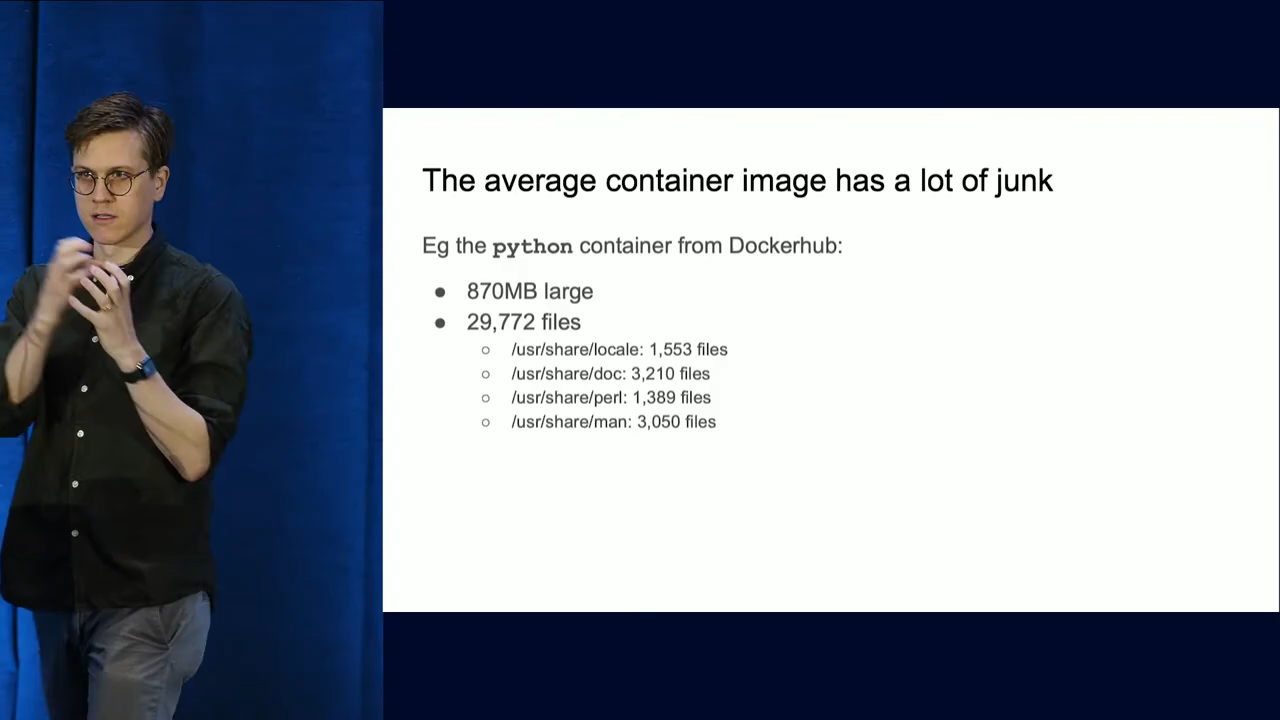 The average container image has a lot of junk
Eg the python container from Dockerhub:
● 870MB large
● 29,772 files
○ /usr/share/locale: 1,553 files
○ /usr/share/doc: 3,210 files
○ /usr/share/perl: 1,389 files
○ /usr/share/man: 3,050 files